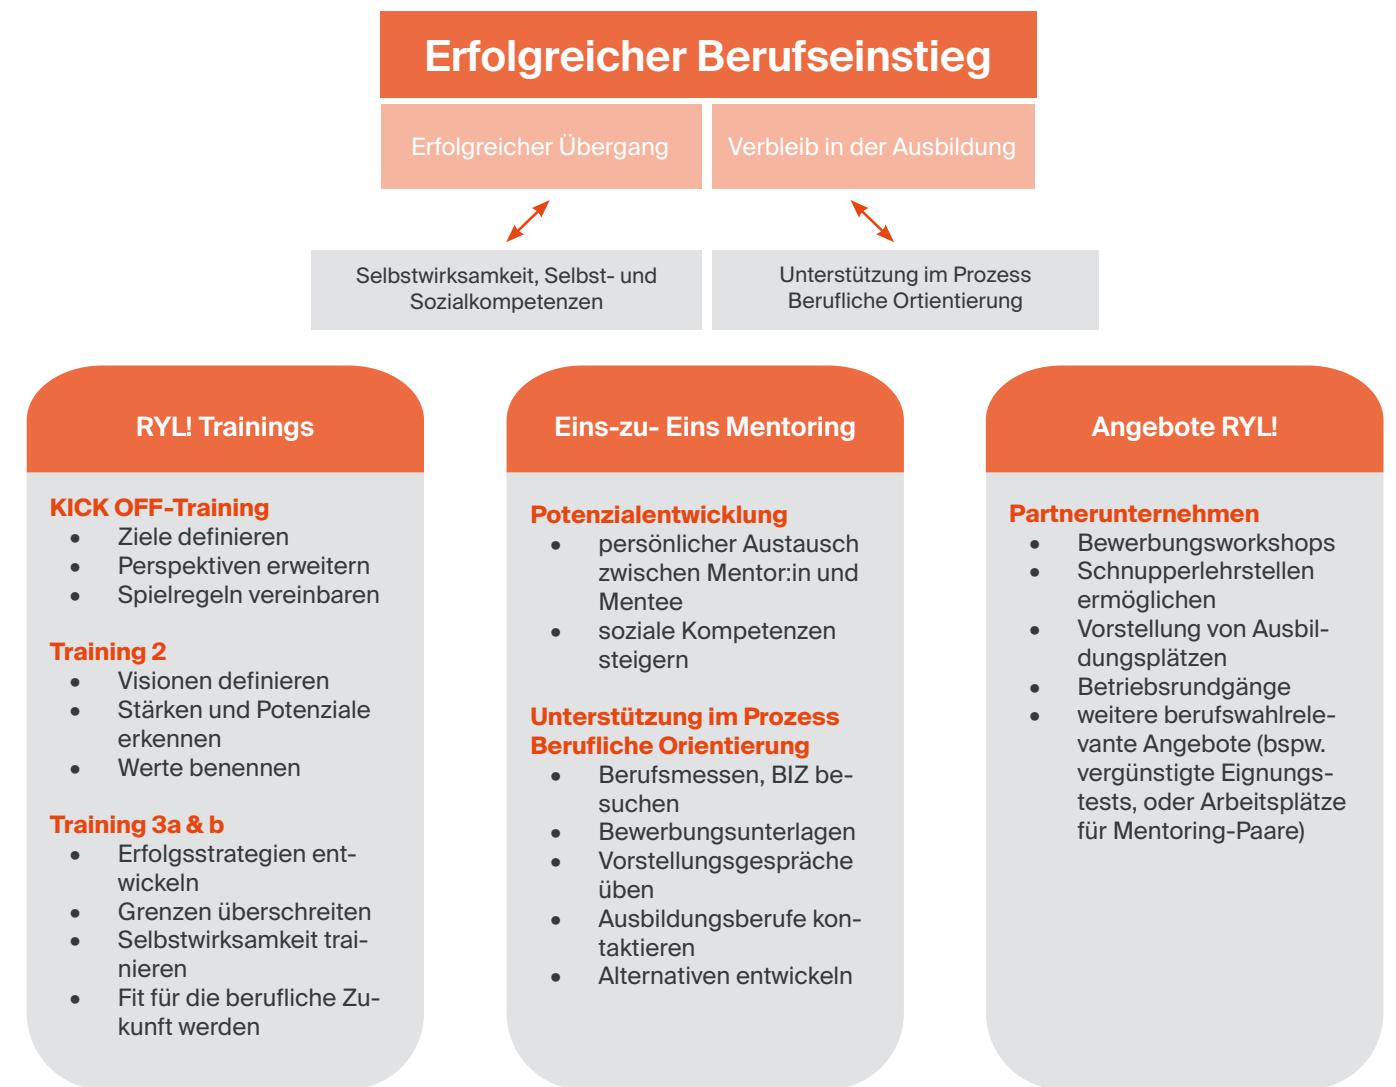 Erfolgreicher Berufseinstieg
Erfolgreicher Übergang
Verbleib in der Ausbildung
Selbstwirksamkeit, Selbst- und
Sozialkompetenzen
Unterstützung im Prozess
Berufliche Ortientierung
RYL! Trainings
KICK OFF-Training
• Ziele definieren
• Perspektiven erweitern
• Spielregeln vereinbaren
Training 2
• Visionen definieren
• Stärken und Potenziale
erkennen
• Werte benennen
Training 3a & b
• Erfolgsstrategien ent-
wickeln
• Grenzen überschreiten
• Selbstwirksamkeit trai-
nieren
• Fit für die berufliche Zu-
kunft werden
Eins-zu- Eins Mentoring
Potenzialentwicklung
• persönlicher Austausch
zwischen Mentor:in und
Mentee
• soziale Kompetenzen
steigern
Unterstützung im Prozess
Berufliche Orientierung
• Berufsmessen, BIZ be-
suchen
• Bewerbungsunterlagen
• Vorstellungsgespräche
üben
• Ausbildungsberufe kon-
taktieren
• Alternativen entwickeln
Angebote RYL!
Partnerunternehmen
• Bewerbungsworkshops
• Schnupperlehrstellen
ermöglichen
• Vorstellung von Ausbil-
dungsplätzen
• Betriebsrundgänge
• weitere berufswahlrele-
vante Angebote (bspw.
vergünstigte Eignungs-
tests, oder Arbeitsplätze
für Mentoring-Paare)